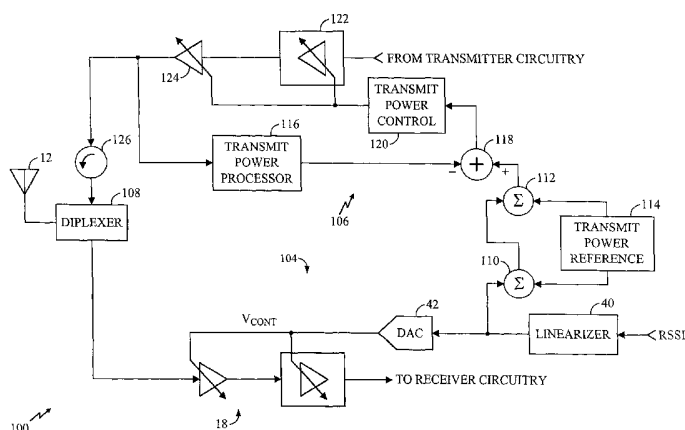 122
FROM TRANSMITTER CIRCUITRY
124
TRANSMIT
POWER
CONTROL
120
116
TRANSMIT
POWER
PROCESSOR
118
+
−
+
126
12
108
DIPLEXER
106
112
Σ
114
TRANSMIT
POWER
REFERENCE
104
110
Σ
VCONT
42
DAC
40
LINEARIZER
RSSI
TO RECEIVER CIRCUITRY
18
100